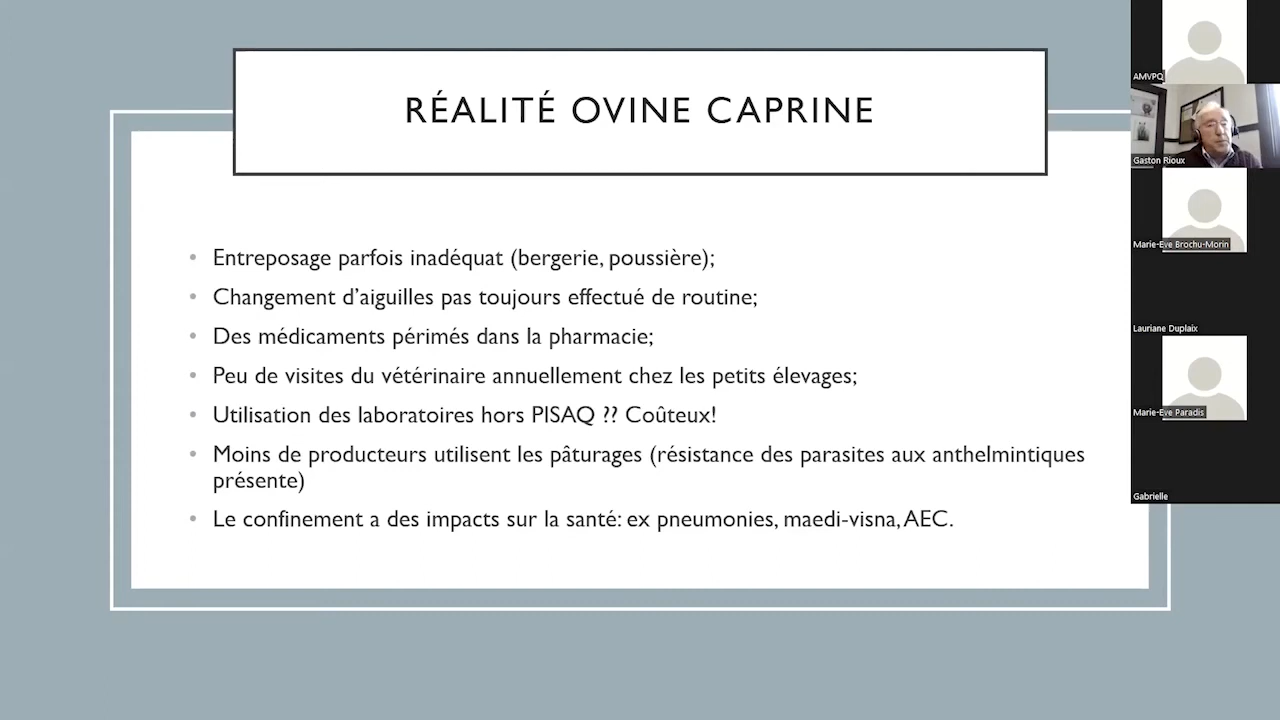 RÉALITÉ OVINE CAPRINE
• Entreposage parfois inadéquat (bergerie, poussière);
• Changement d'aiguilles pas toujours effectué de routine;
• Des médicaments périmés dans la pharmacie;
• Peu de visites du vétérinaire annuellement chez les petits élevages;
• Utilisation des laboratoires hors PISAQ ?? Coûteux!
• Moins de producteurs utilisent les pâturages (résistance des parasites aux anthelmintiques
présente)
• Le confinement a des impacts sur la santé: ex pneumonies, maedi-visna, AEC.
AMVPQ
Gaston Rioux
Marie-Eve Brochu-Morin
Lauriane Duplaix
Marie-Eve Paradis
Gabrielle